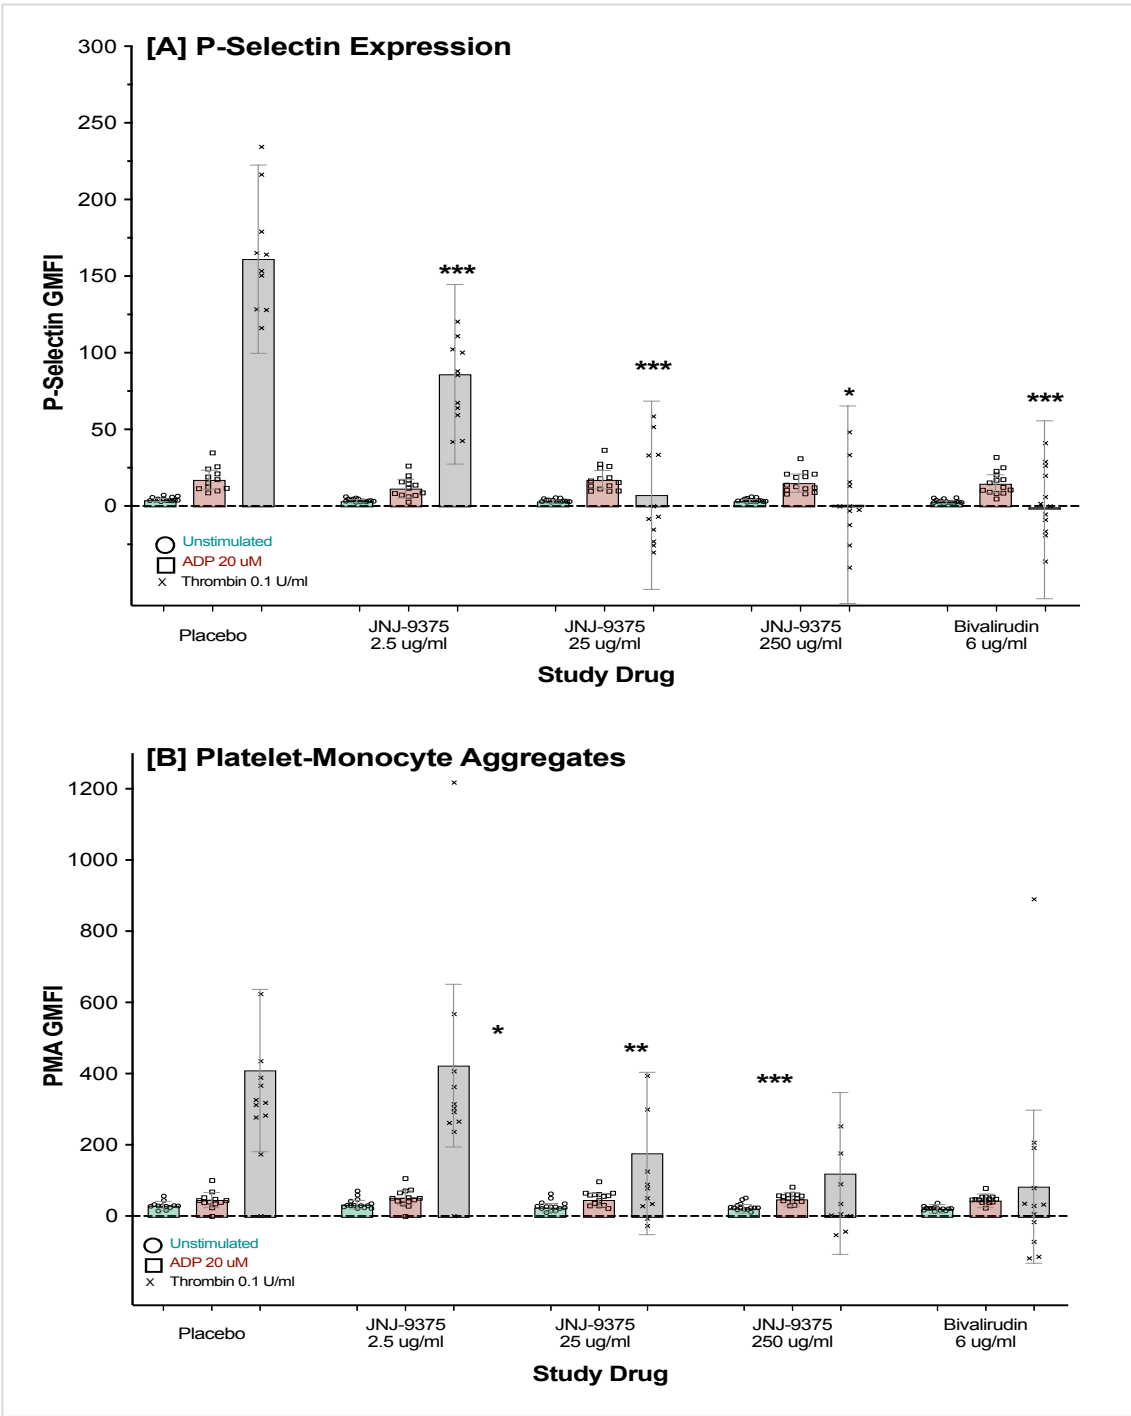 [A] P-Selectin Expression
300
250
200
150
100
50
0
P-Selectin GMFI
***
***
*
***
Unstimulated
ADP 20 uM
× Thrombin 0.1 U/ml
Placebo
JNJ-9375
2.5 ug/ml
JNJ-9375
25 ug/ml
JNJ-9375
250 ug/ml
Bivalirudin
6 ug/ml
Study Drug
[B] Platelet-Monocyte Aggregates
1200
1000
800
600
400
200
0
PMA GMFI
*
**
***
Unstimulated
ADP 20 uM
× Thrombin 0.1 U/ml
Placebo
JNJ-9375
2.5 ug/ml
JNJ-9375
25 ug/ml
JNJ-9375
250 ug/ml
Bivalirudin
6 ug/ml
Study Drug